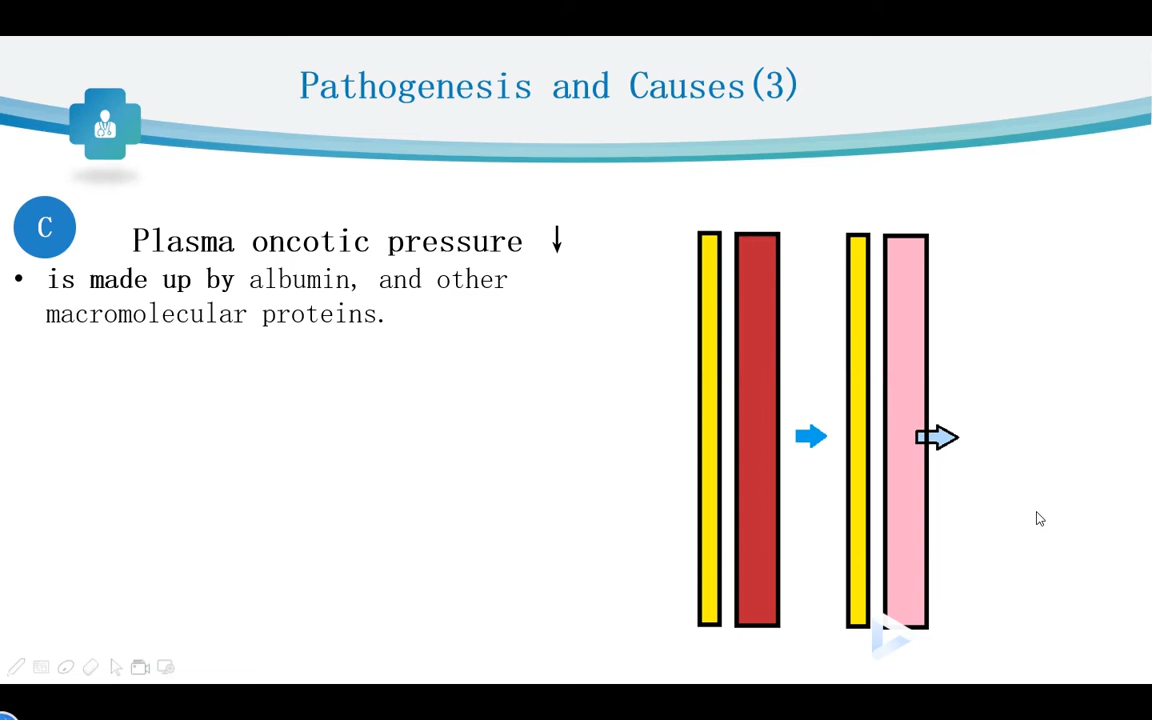 Pathogenesis and Causes(3)
C
Plasma oncotic pressure ↓
• is made up by albumin, and other
macromolecular proteins.